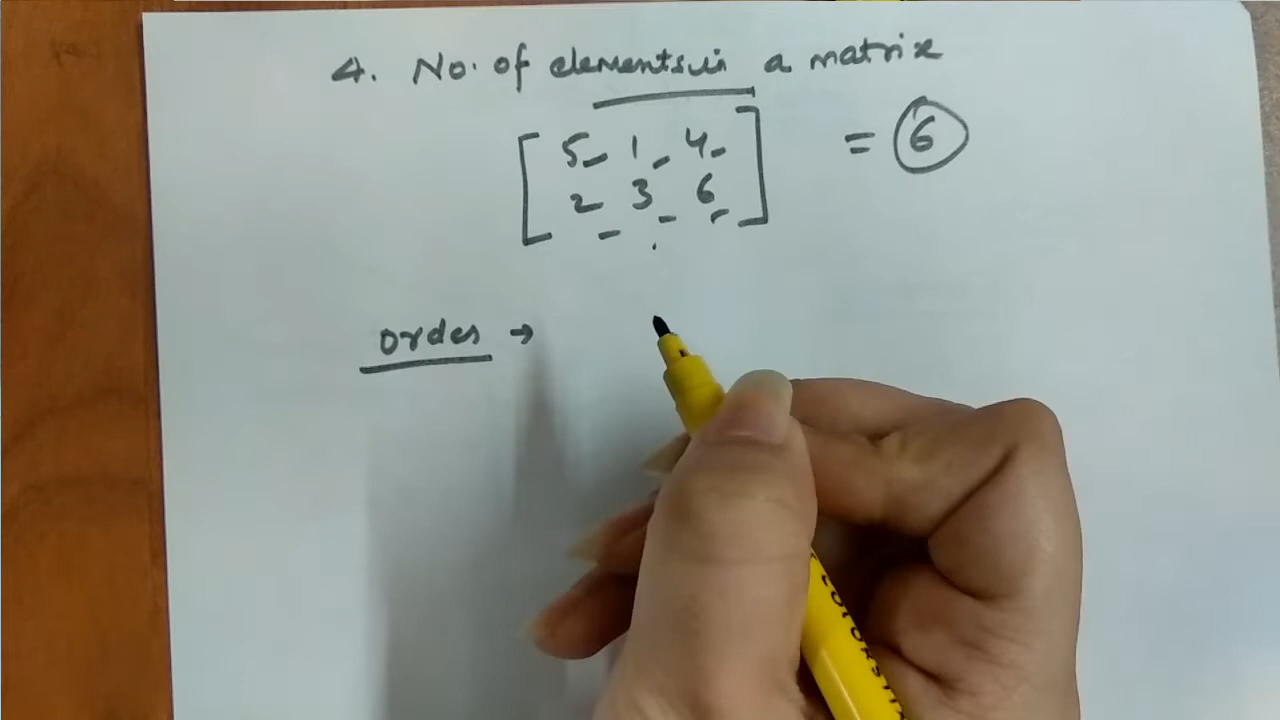 4. No. of elements in a matrix
[ 5 1 4 ] = 6
2 3 6
order →